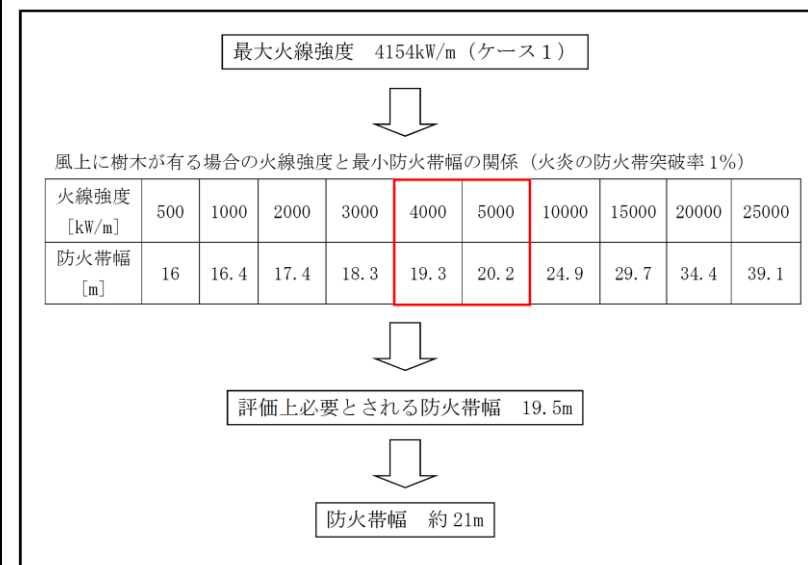 最大火線強度　4154kW/m（ケース１）
風上に樹木が有る場合の火線強度と最小防火帯幅の関係（火炎の防火帯突破率 1%）
火線強度[kW/m] 500 1000 2000 3000 4000 5000 10000 15000 20000 25000
防火帯幅[m] 16 16.4 17.4 18.3 19.3 20.2 24.9 29.7 34.4 39.1
評価上必要とされる防火帯幅　19.5m
防火帯幅　約 21m